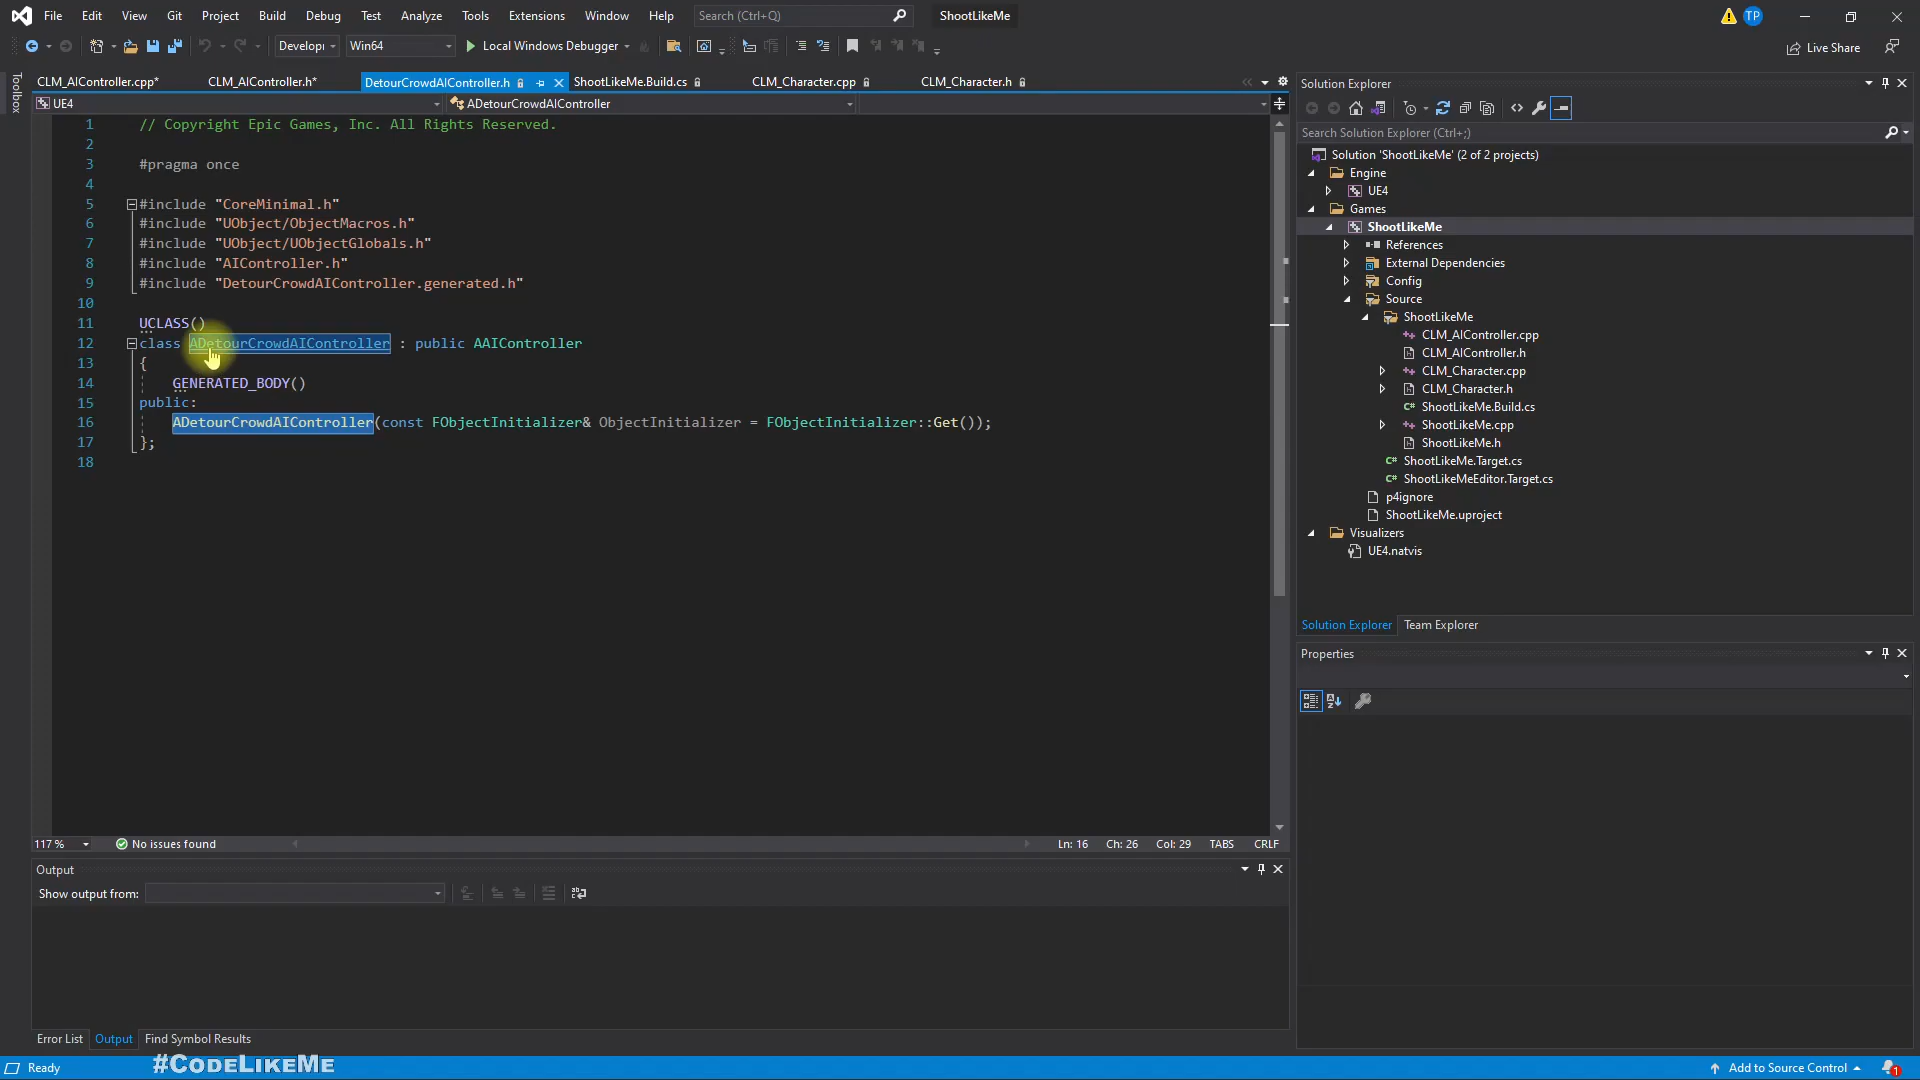 File Edit View Git Project Build Debug Test Analyze Tools Extensions Window Help Search (Ctrl+Q) ShootLikeMe TP
Develop Win64 Local Windows Debugger Live Share
Toolbox
CLM_AIController.cpp* CLM_AIController.h* DetourCrowdAIController.h ShootLikeMe.Build.cs CLM_Character.cpp CLM_Character.h
UE4 ADetourCrowdAIController
1 // Copyright Epic Games, Inc. All Rights Reserved.
2
3 #pragma once
4
5 #include "CoreMinimal.h"
6 #include "UObject/ObjectMacros.h"
7 #include "UObject/UObjectGlobals.h"
8 #include "AIController.h"
9 #include "DetourCrowdAIController.generated.h"
10
11 UCLASS()
12 class ADetourCrowdAIController : public AAIController
13 {
14 GENERATED_BODY()
15 public:
16 ADetourCrowdAIController(const FObjectInitializer& ObjectInitializer = FObjectInitializer::Get());
17 };
18
117 % No issues found Ln: 16 Ch: 26 Col: 29 TABS CRLF
Output
Show output from:
Error List Output Find Symbol Results
Solution Explorer
Search Solution Explorer (Ctrl+;)
Solution 'ShootLikeMe' (2 of 2 projects)
Engine
UE4
Games
ShootLikeMe
References
External Dependencies
Config
Source
ShootLikeMe
CLM_AIController.cpp
CLM_AIController.h
CLM_Character.cpp
CLM_Character.h
ShootLikeMe.Build.cs
ShootLikeMe.cpp
ShootLikeMe.h
ShootLikeMe.Target.cs
ShootLikeMeEditor.Target.cs
p4ignore
ShootLikeMe.uproject
Visualizers
UE4.natvis
Solution Explorer Team Explorer
Properties
Ready #CodeLikeMe Add to Source Control 1